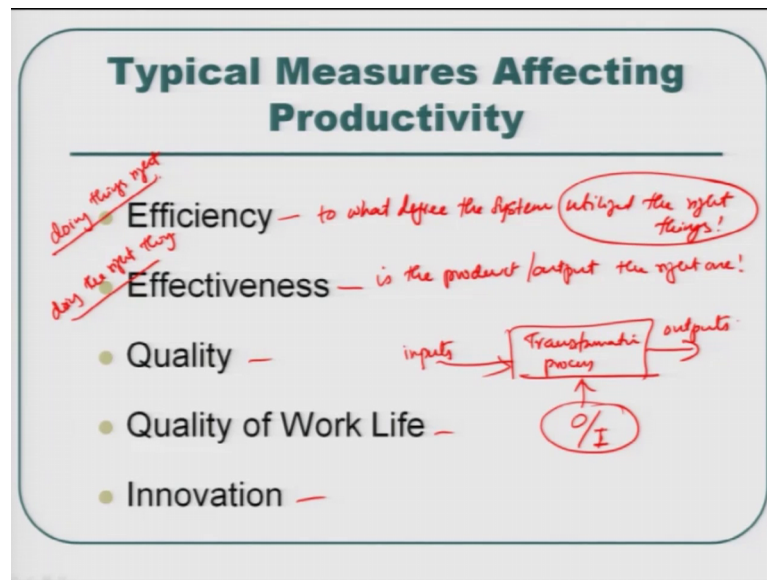 Typical Measures Affecting
Productivity
doing things right
Efficiency – to what degree the system utilized the right
things!
doing the right thing
Effectiveness – is the product/output the right one!
Quality –
inputs
Transformation
process
outputs
Quality of Work Life –
O/I
Innovation –